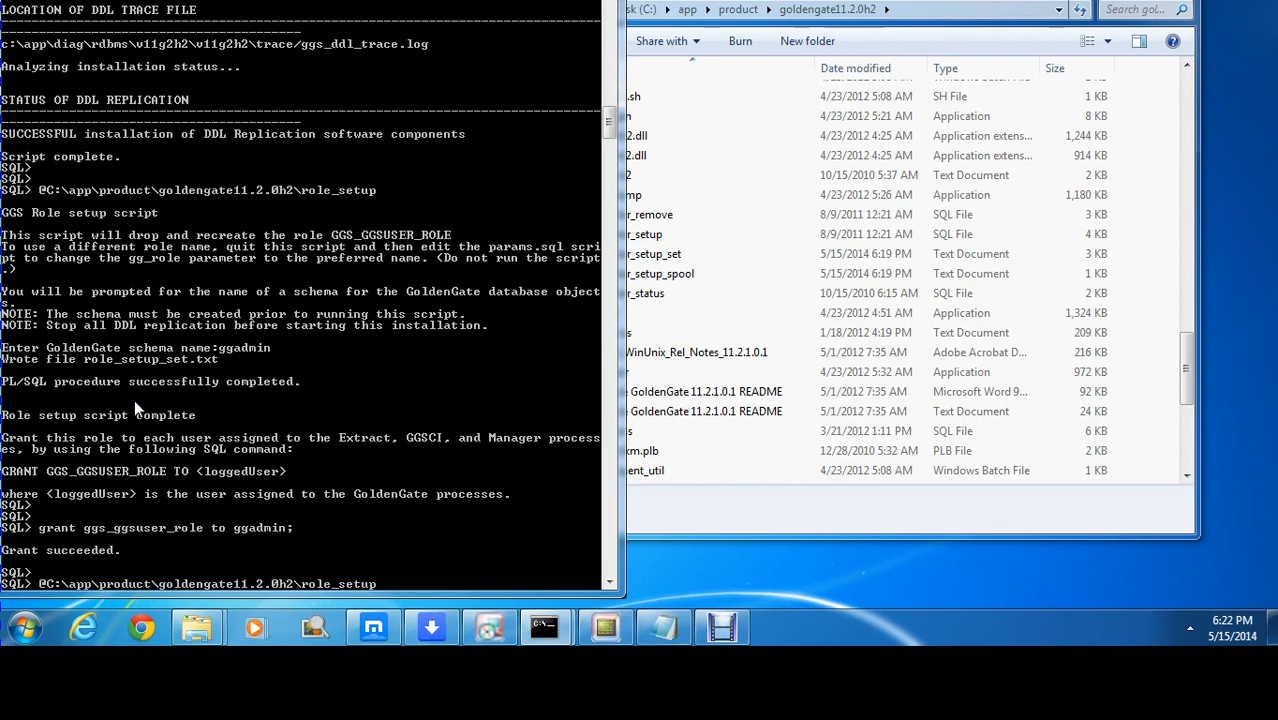 LOCATION OF DDL TRACE FILE
------------------------------------------------------------------------------------------------------------------------
c:\app\diag\rdbms\v11g2h2\v11g2h2\trace/ggs_ddl_trace.log
Analyzing installation status...
STATUS OF DDL REPLICATION
------------------------------------------------------------------------------------------------------------------------
SUCCESSFUL installation of DDL Replication software components
Script complete.
SQL>
SQL>
SQL> @C:\app\product\goldengate11.2.0h2\role_setup
GGS Role setup script
This script will drop and recreate the role GGS_GGSUSER_ROLE
To use a different role name, quit this script and then edit the params.sql scri
pt to change the gg_role parameter to the preferred name. (Do not run the script
.)
You will be prompted for the name of a schema for the GoldenGate database object
s.
NOTE: The schema must be created prior to running this script.
NOTE: Stop all DDL replication before starting this installation.
Enter GoldenGate schema name:ggadmin
Wrote file role_setup_set.txt
PL/SQL procedure successfully completed.
Role setup script complete
Grant this role to each user assigned to the Extract, GGSCI, and Manager process
es, by using the following SQL command:
GRANT GGS_GGSUSER_ROLE TO <loggedUser>
where <loggedUser> is the user assigned to the GoldenGate processes.
SQL>
SQL>
SQL> grant ggs_ggsuser_role to ggadmin;
Grant succeeded.
SQL>
SQL> @C:\app\product\goldengate11.2.0h2\role_setup
sk (C:) app product goldengate11.2.0h2 Search gol...
Share with Burn New folder
Date modified Type Size
.sh 4/23/2012 5:08 AM SH File 1 KB
n 4/23/2012 5:21 AM Application 8 KB
2.dll 4/23/2012 4:25 AM Application extens... 1,244 KB
2.dll 4/23/2012 4:25 AM Application extens... 914 KB
2 10/15/2010 5:37 AM Text Document 2 KB
mp 4/23/2012 5:26 AM Application 1,180 KB
r_remove 8/9/2011 12:21 AM SQL File 3 KB
r_setup 8/9/2011 12:21 AM SQL File 4 KB
r_setup_set 5/15/2014 6:19 PM Text Document 3 KB
r_setup_spool 5/15/2014 6:19 PM Text Document 2 KB
r_status 10/15/2010 6:15 AM Text Document 2 KB
4/23/2012 4:51 AM Application 1,324 KB
s 1/18/2012 4:19 PM Text Document 209 KB
WinUnix_Rel_Notes_11.2.1.0.1 5/1/2012 7:35 AM Adobe Acrobat D... 216 KB
r 4/23/2012 5:32 AM Application 972 KB
e GoldenGate 11.2.1.0.1 README 5/1/2012 7:35 AM Microsoft Word 9... 92 KB
e GoldenGate 11.2.1.0.1 README 5/1/2012 7:35 AM Text Document 24 KB
s 3/21/2012 1:11 PM SQL File 6 KB
km.plb 12/28/2010 5:32 AM PLB File 1 KB
ent_util 4/23/2012 5:08 AM Windows Batch File 1 KB
6:22 PM
5/15/2014